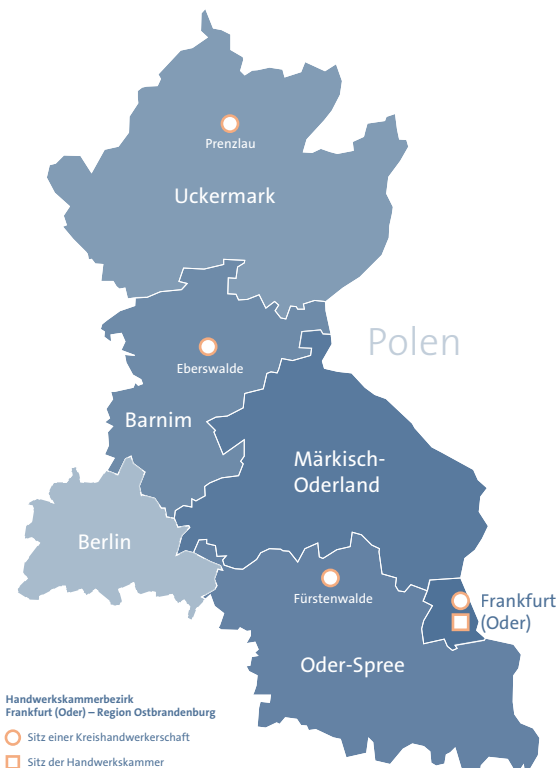 Prenzlau
Uckermark
Polen
Eberswalde
Barnim
Märkisch-
Oderland
Berlin
Fürstenwalde
Frankfurt
(Oder)
Oder-Spree
Handwerkskammerbezirk
Frankfurt (Oder) – Region Ostbrandenburg
Sitz einer Kreishandwerkerschaft
Sitz der Handwerkskammer